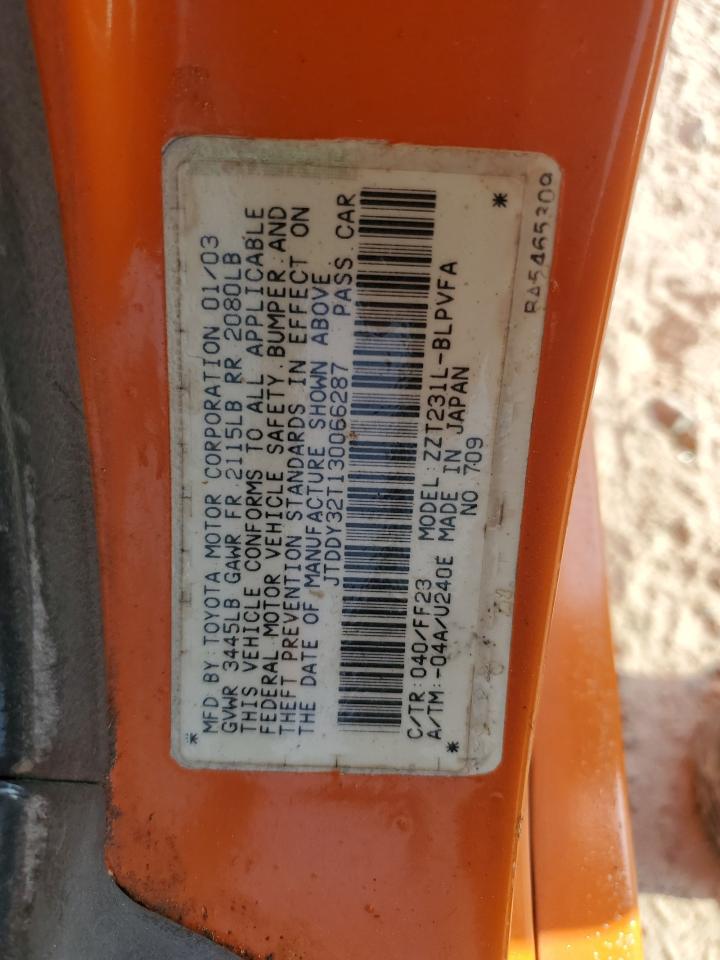 MFD BY: TOYOTA MOTOR CORPORATION 01/03
GVWR 3445LB GAWR FR 2115LB RR 2080LB
THIS VEHICLE CONFORMS TO ALL APPLICABLE
FEDERAL MOTOR VEHICLE SAFETY, BUMPER AND
THEFT PREVENTION STANDARDS IN EFFECT ON
THE DATE OF MANUFACTURE SHOWN ABOVE
JTDDY32T130066287 PASS CAR
C/TR: 040/FF23 MODEL: ZZT231L-BLPVFA
A/TM: -04A/U240E MADE IN JAPAN
NO 709
RA5465309